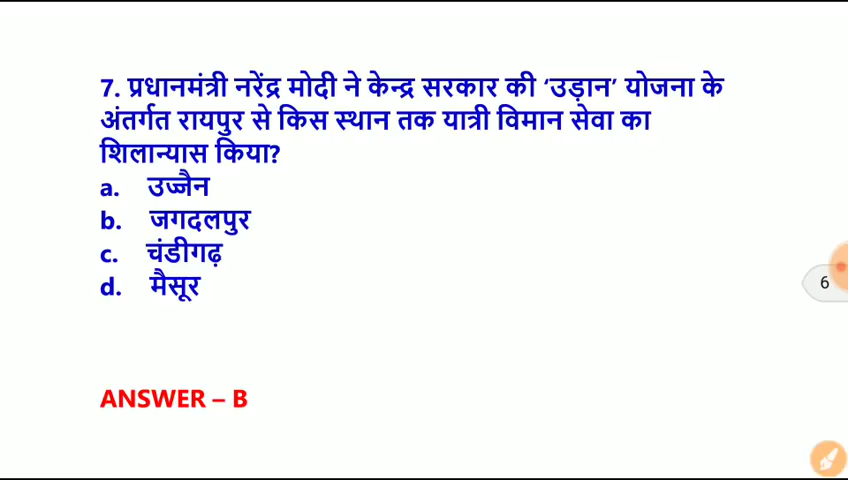 7. प्रधानमंत्री नरेंद्र मोदी ने केन्द्र सरकार की ‘उड़ान’ योजना के
अंतर्गत रायपुर से किस स्थान तक यात्री विमान सेवा का
शिलान्यास किया?
a. उज्जैन
b. जगदलपुर
c. चंडीगढ़
d. मैसूर
6
ANSWER – B